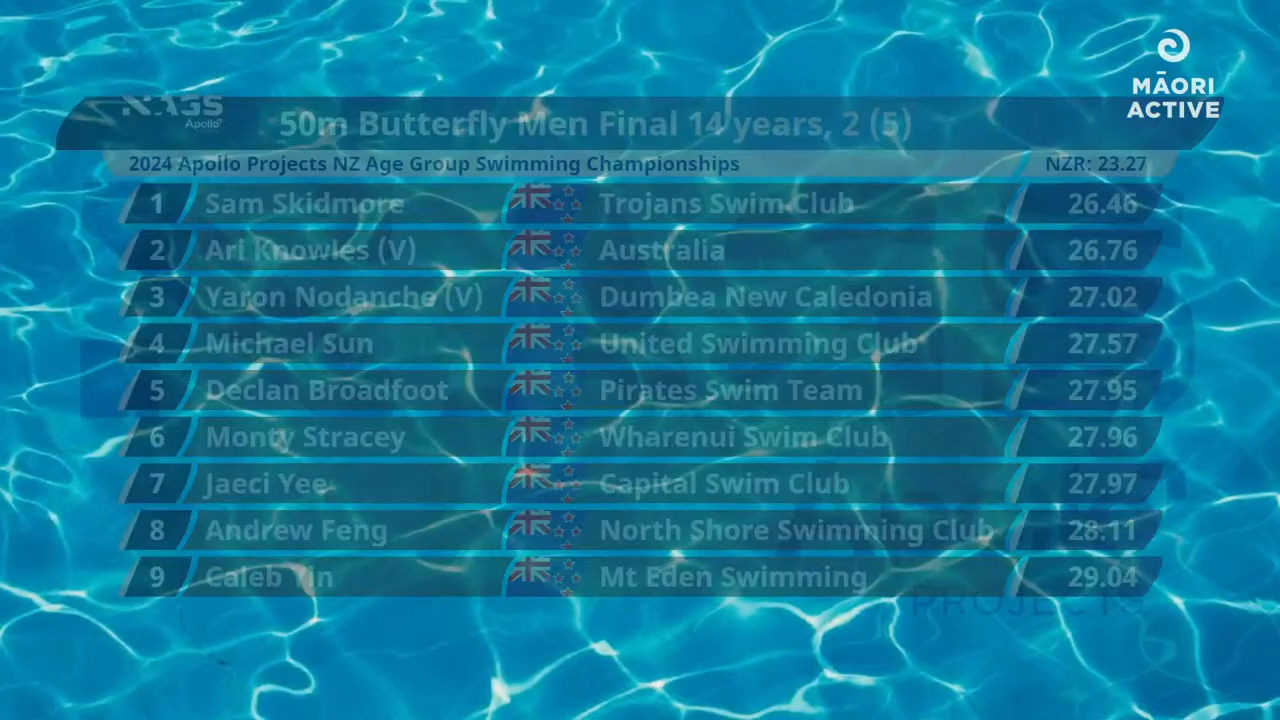 MĀORI
ACTIVE
NAGS
Apollo
50m Butterfly Men Final 14 years, 2 (5)
2024 Apollo Projects NZ Age Group Swimming Championships NZR: 23.27
1 Sam Skidmore Trojans Swim Club 26.46
2 Ari Knowles (V) Australia 26.76
3 Yaron Nodanche (V) Dumbea New Caledonia 27.02
4 Michael Sun United Swimming Club 27.57
5 Declan Broadfoot Pirates Swim Team 27.95
6 Monty Stracey Wharenui Swim Club 27.96
7 Jaeci Yee Capital Swim Club 27.97
8 Andrew Feng North Shore Swimming Club 28.11
9 Caleb Yin Mt Eden Swimming 29.04
PROJECTS